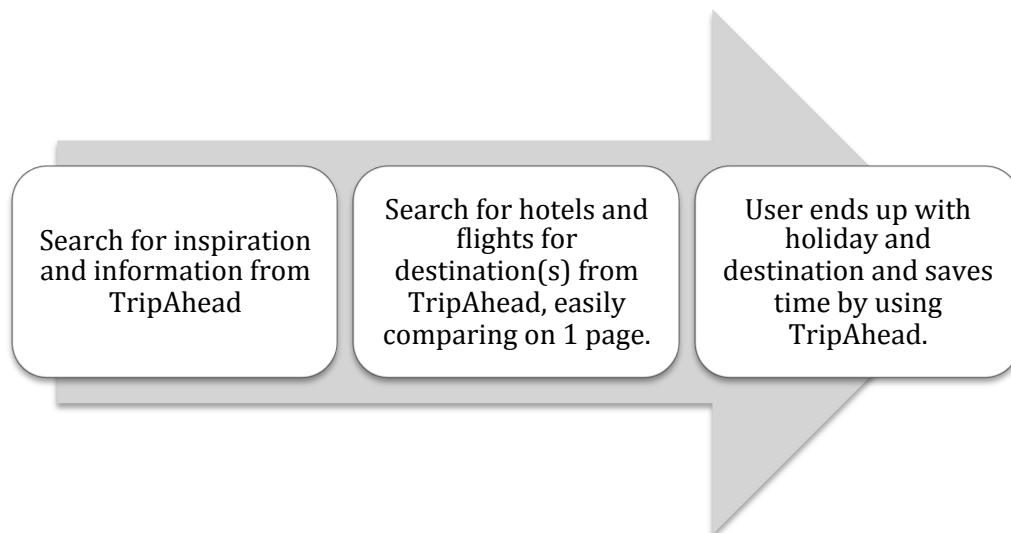 Search for inspiration
and information from
TripAhead
Search for hotels and
flights for
destination(s) from
TripAhead, easily
comparing on 1 page.
User ends up with
holiday and
destination and saves
time by using
TripAhead.